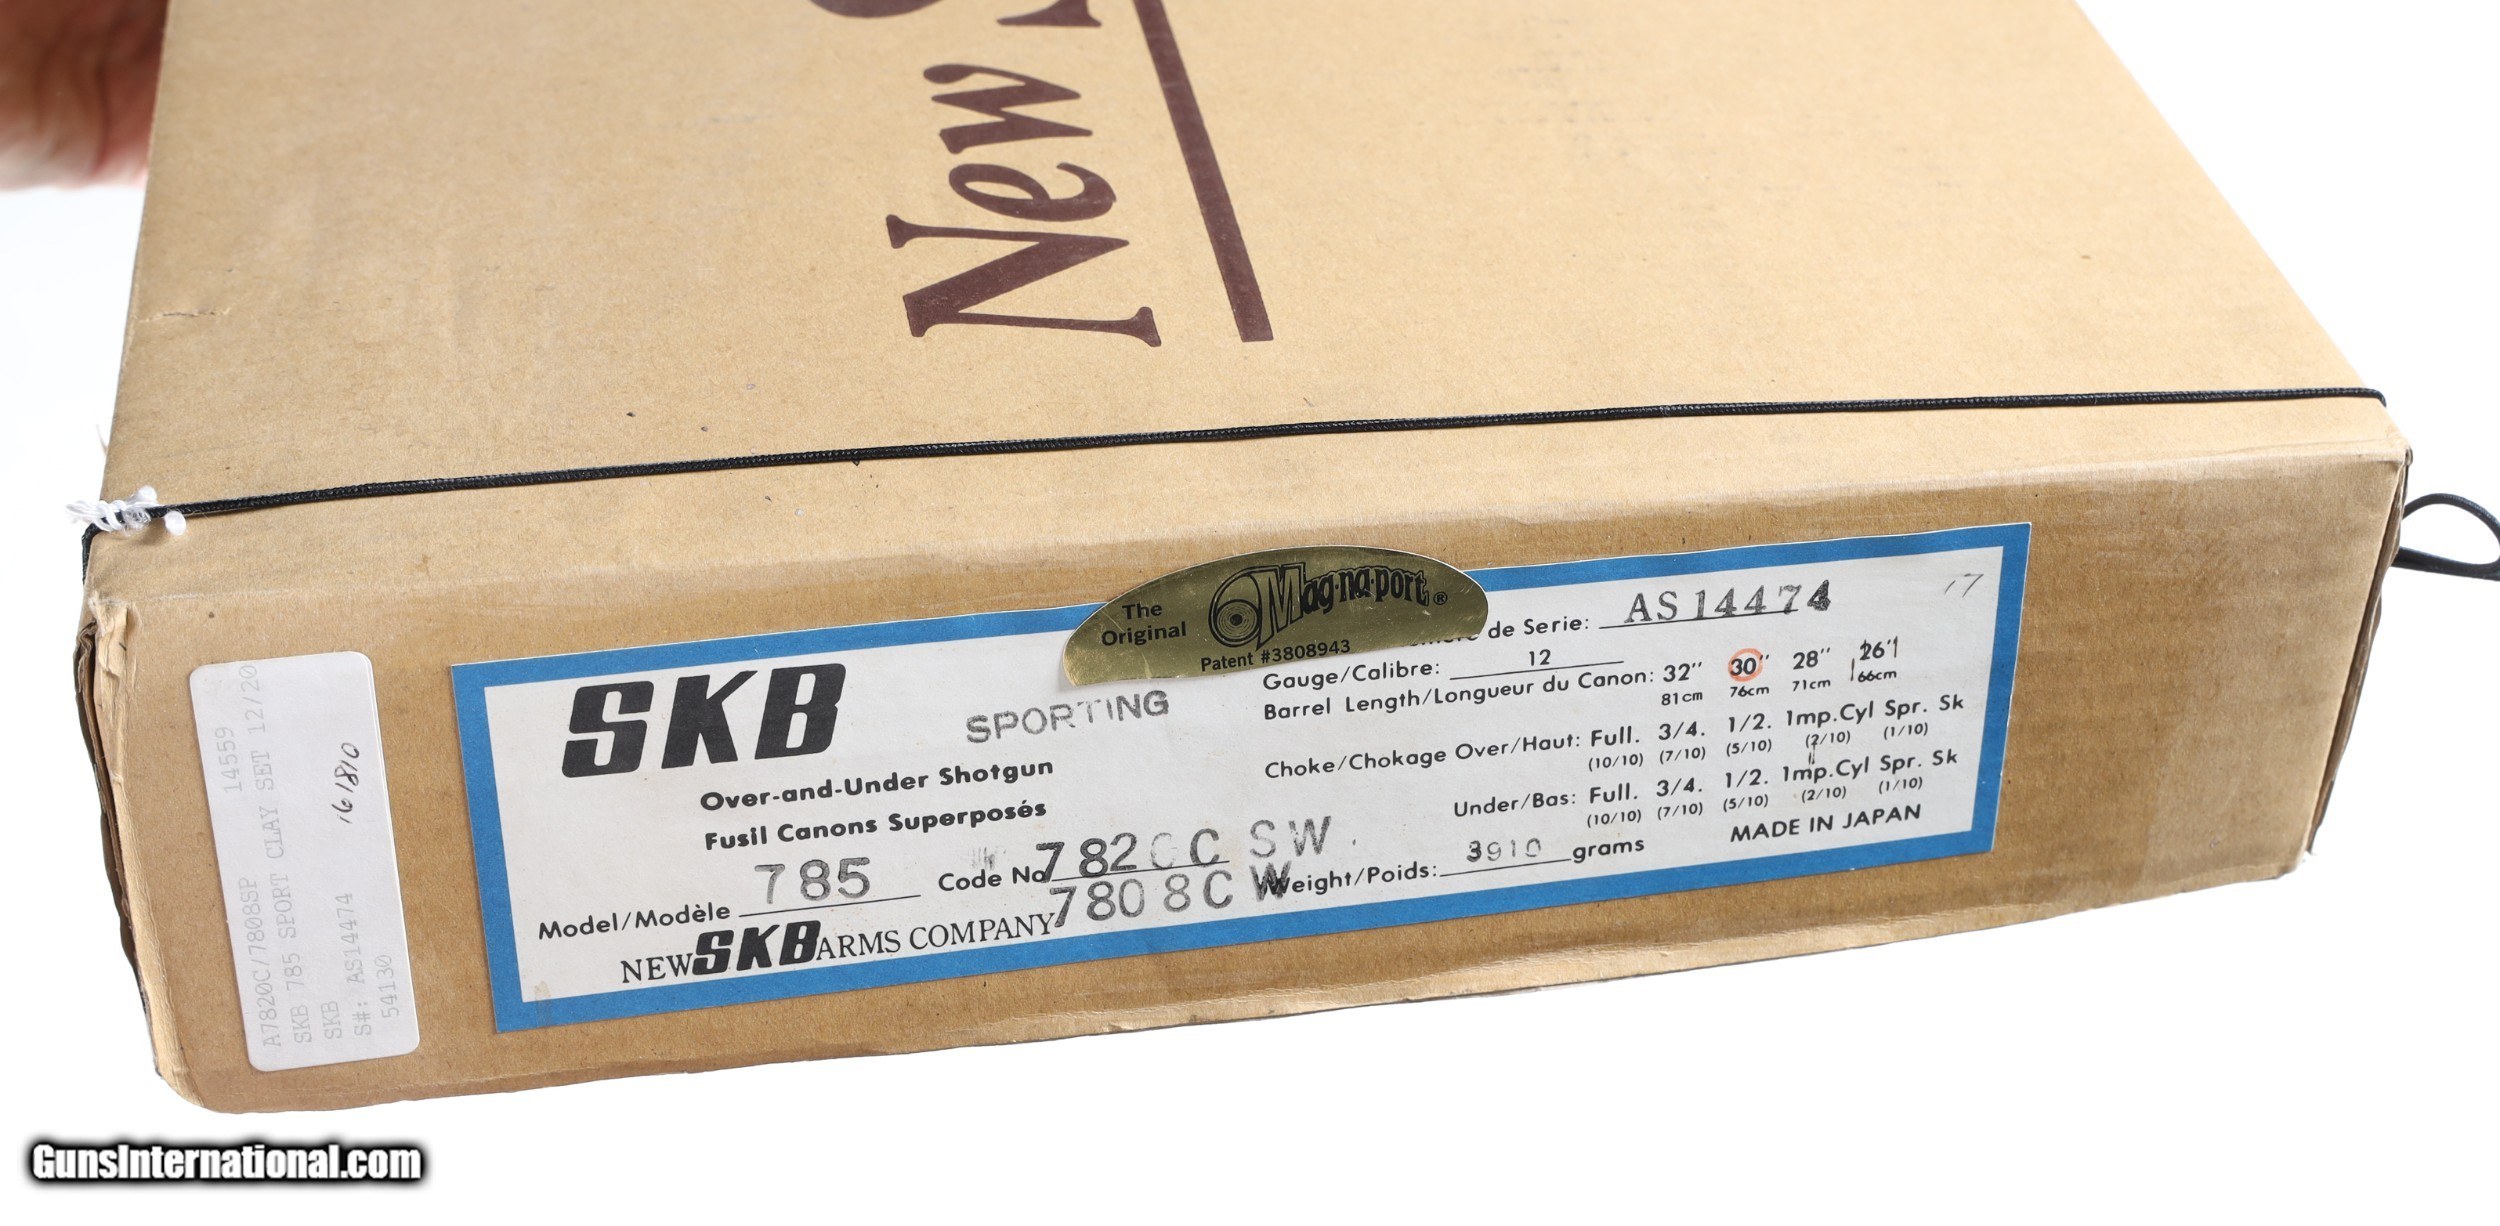 New S
The
Original
Mag-na-port®
Patent #3808943
SKB
SPORTING
Over-and-Under Shotgun
Fusil Canons Superposés
Model/Modèle 785
Code No 7820C SW.
7808CW
NEW SKB ARMS COMPANY
de Serie: AS14474
17
Gauge/Calibre: 12
Barrel Length/Longueur du Canon: 32" 30" 28" 26"
81cm 76cm 71cm 66cm
Choke/Chokage Over/Haut: Full. 3/4. 1/2. Imp.Cyl Spr. Sk
(10/10) (7/10) (5/10) (2/10) (1/10)
Under/Bas: Full. 3/4. 1/2. Imp.Cyl Spr. Sk
(10/10) (7/10) (5/10) (2/10) (1/10)
Weight/Poids: 3910 grams
MADE IN JAPAN
A7820C/7808SP 14559
SKB 785 SPORT CLAY SET 12/20
SKB
S#: AS14474
54130
161810
GunsInternational.com